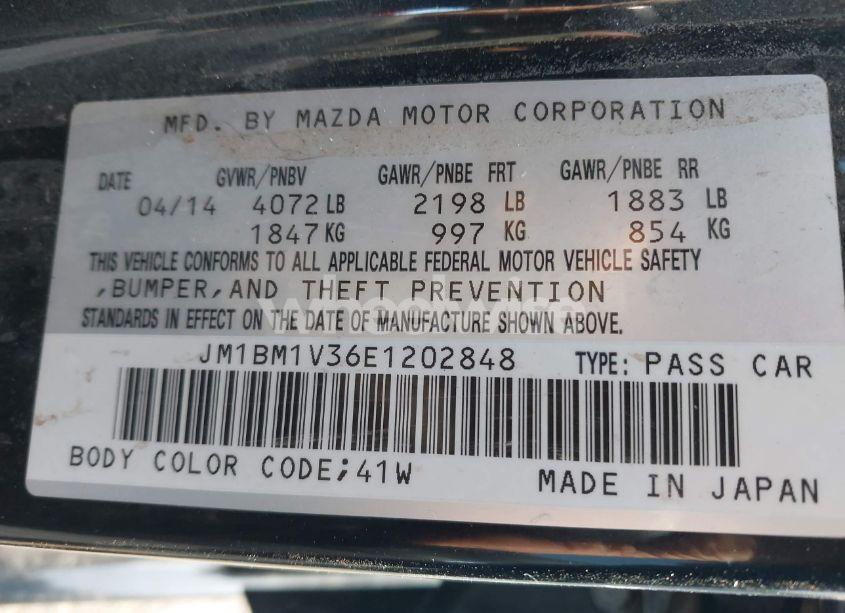 MFD. BY MAZDA MOTOR CORPORATION
DATE GVWR/PNBV GAWR/PNBE FRT GAWR/PNBE RR
04/14 4072 LB 2198 LB 1883 LB
1847 KG 997 KG 854 KG
THIS VEHICLE CONFORMS TO ALL APPLICABLE FEDERAL MOTOR VEHICLE SAFETY
,BUMPER,AND THEFT PREVENTION
STANDARDS IN EFFECT ON THE DATE OF MANUFACTURE SHOWN ABOVE.
JM1BM1V36E1202848 TYPE: PASS CAR
BODY COLOR CODE;41W MADE IN JAPAN